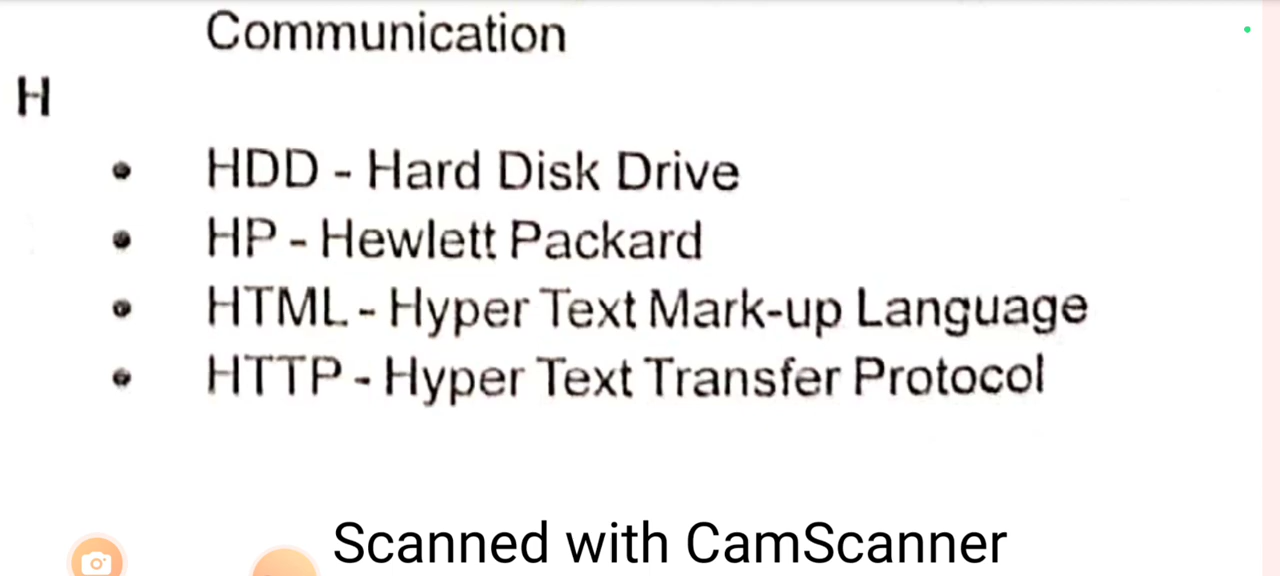 Communication
H
• HDD - Hard Disk Drive
• HP - Hewlett Packard
• HTML - Hyper Text Mark-up Language
• HTTP - Hyper Text Transfer Protocol
Scanned with CamScanner